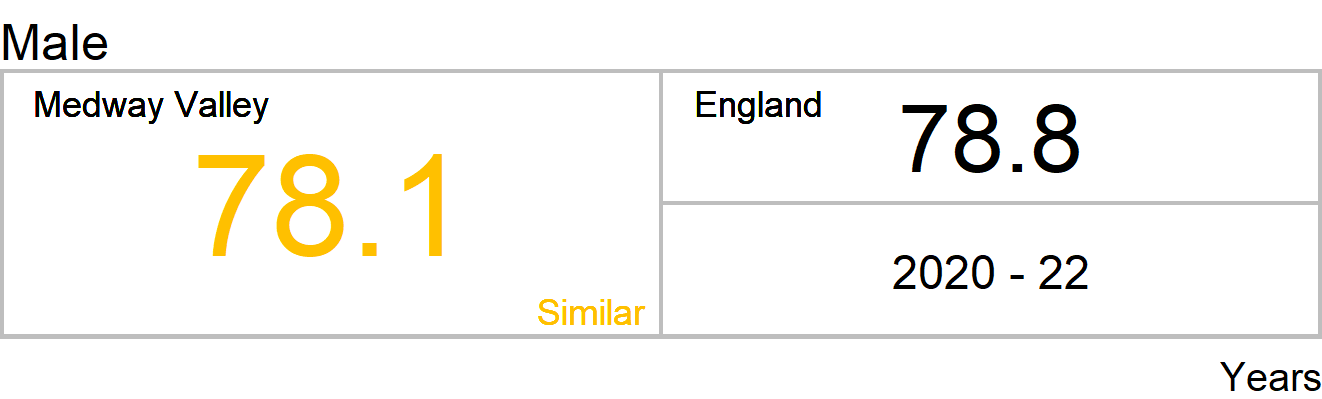 Male
Medway Valley
78.1
Similar
England
78.8
2020 - 22
Years